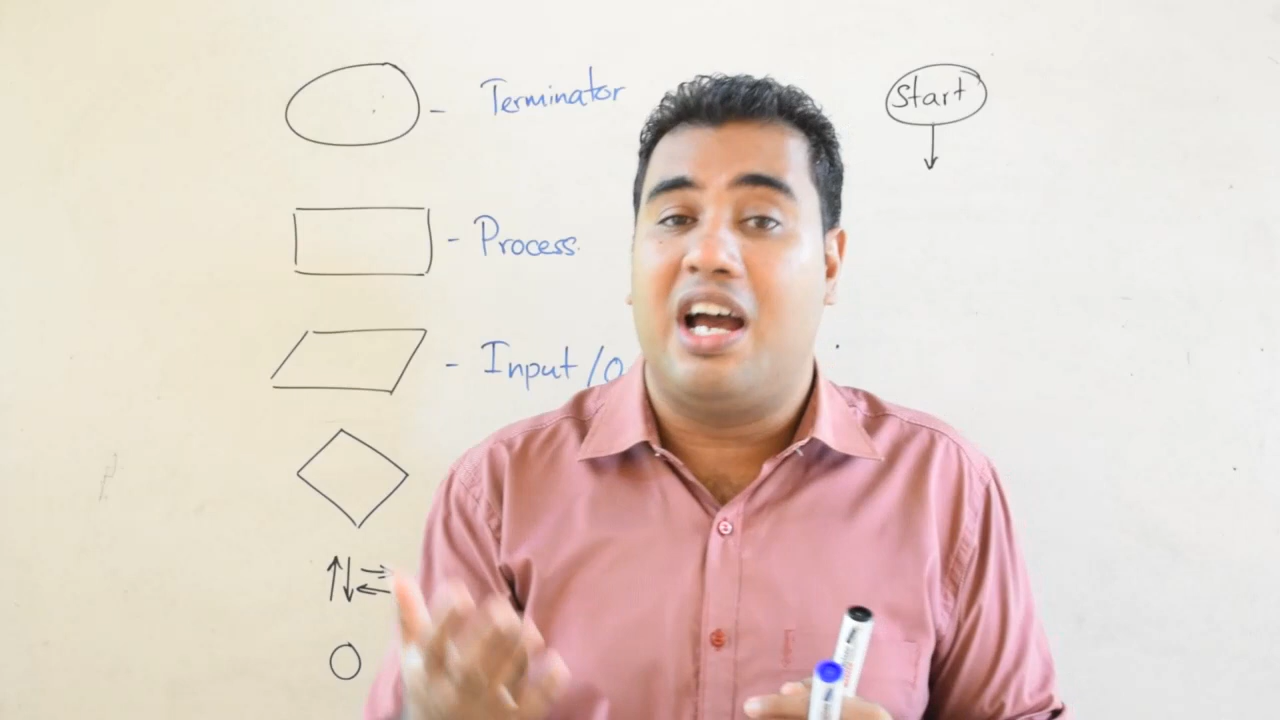 - Terminator
Start
- Process.
- Input /O